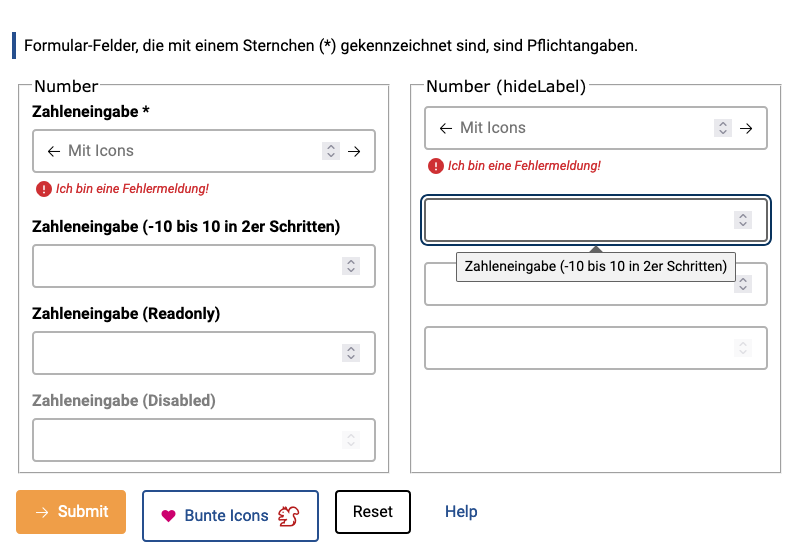 Formular-Felder, die mit einem Sternchen (*) gekennzeichnet sind, sind Pflichtangaben.
Number
Zahleneingabe *
Mit Icons
Ich bin eine Fehlermeldung!
Zahleneingabe (-10 bis 10 in 2er Schritten)
Zahleneingabe (Readonly)
Zahleneingabe (Disabled)
Number (hideLabel)
Mit Icons
Ich bin eine Fehlermeldung!
Zahleneingabe (-10 bis 10 in 2er Schritten)
Submit
Bunte Icons
Reset
Help